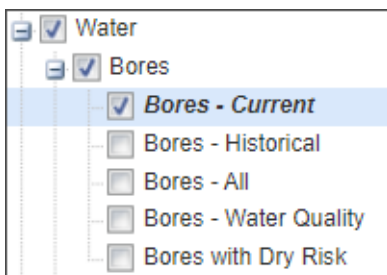 Water
Bores
Bores - Current
Bores - Historical
Bores - All
Bores - Water Quality
Bores with Dry Risk